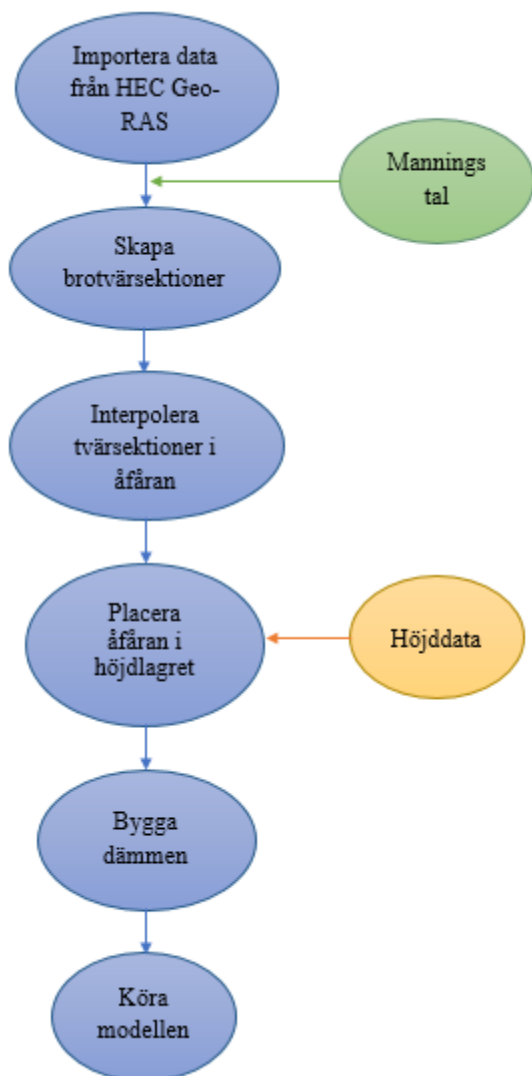 Importera data
från HEC Geo-
RAS
Mannings
tal
Skapa
brotvärsektioner
Interpolera
tvärsektioner i
åfåran
Placera
åfåran i
höjdlagret
Höjddata
Bygga
dämmen
Köra
modellen